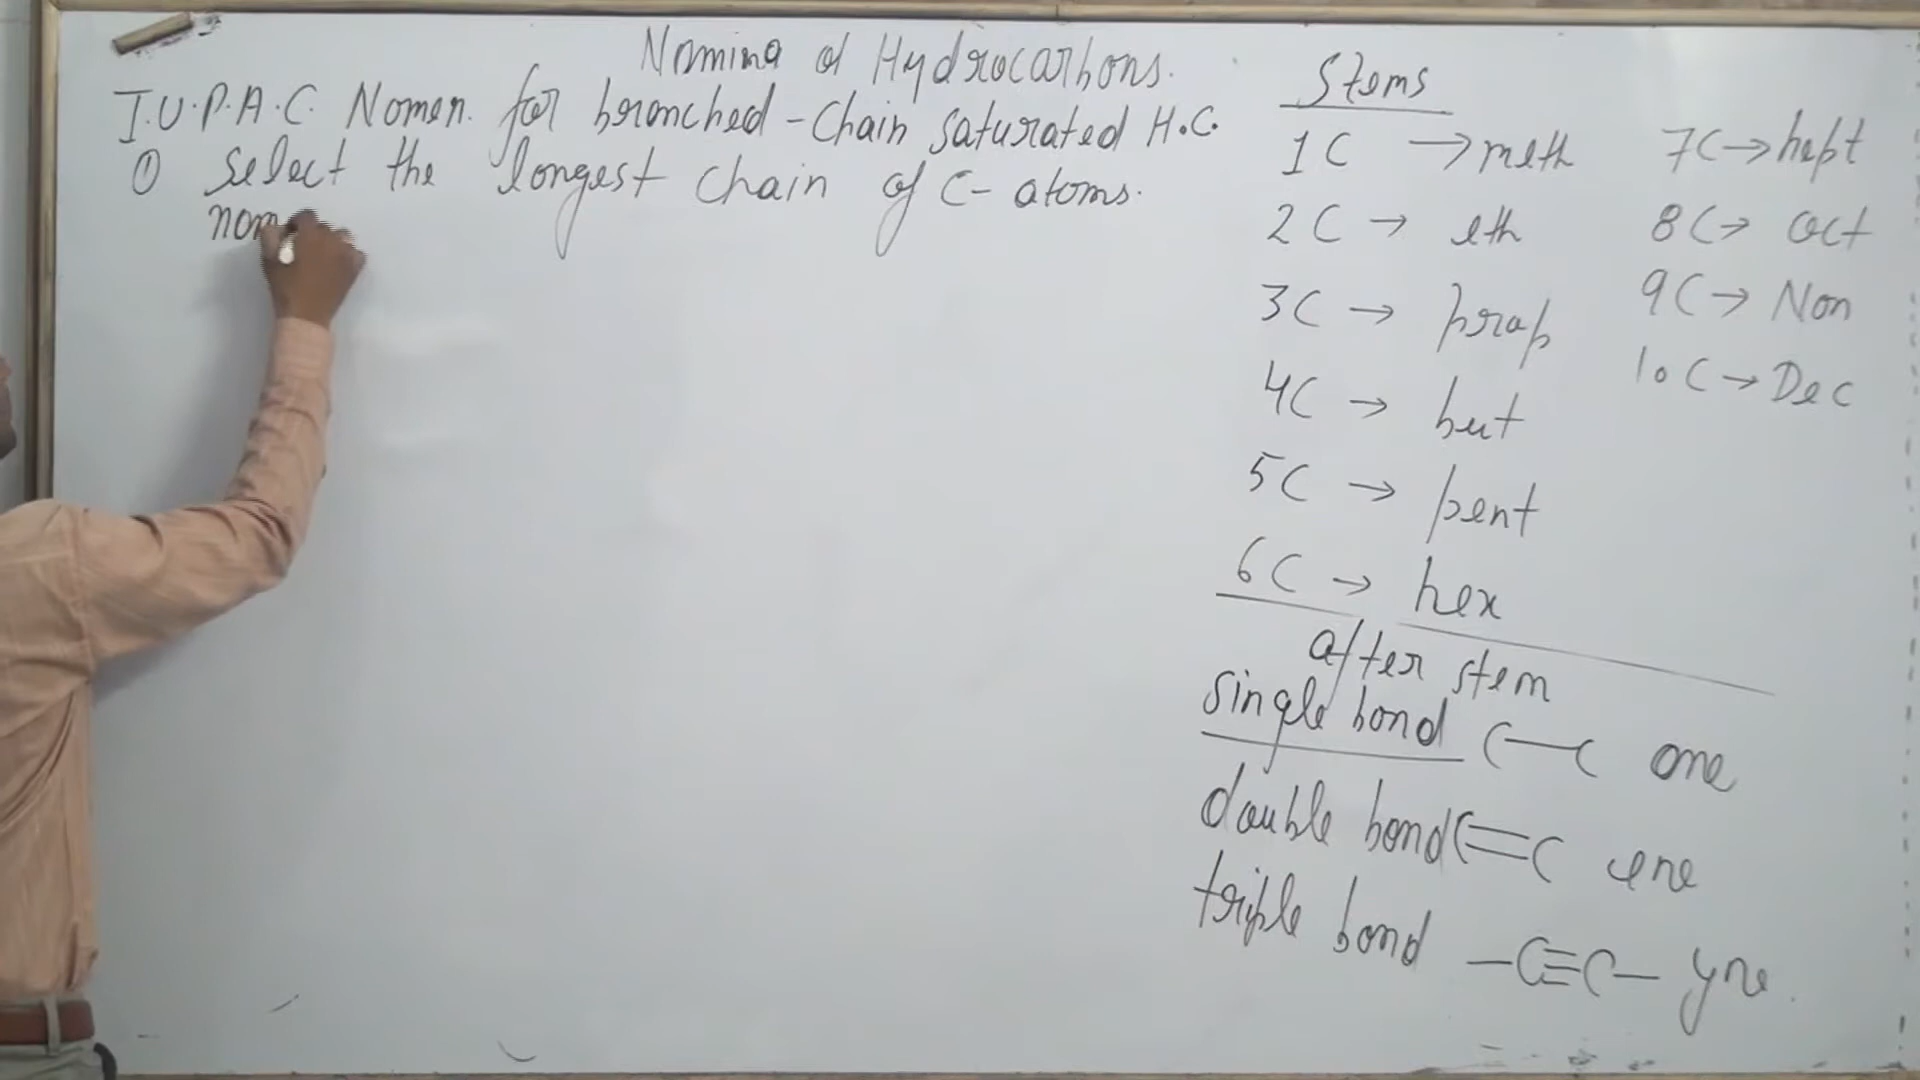 Naming of Hydrocarbons.
I.U.P.A.C. Nomen. for branched-chain saturated H.C.
① Select the longest chain of C-atoms.
nam
Stems
1C → meth
2C → eth
3C → prop
4C → but
5C → pent
6C → hex
7C → hept
8C → oct
9C → Non
10C → Dec
after stem
single bond C—C ane
double bond C=C ene
triple bond —C≡C— yne